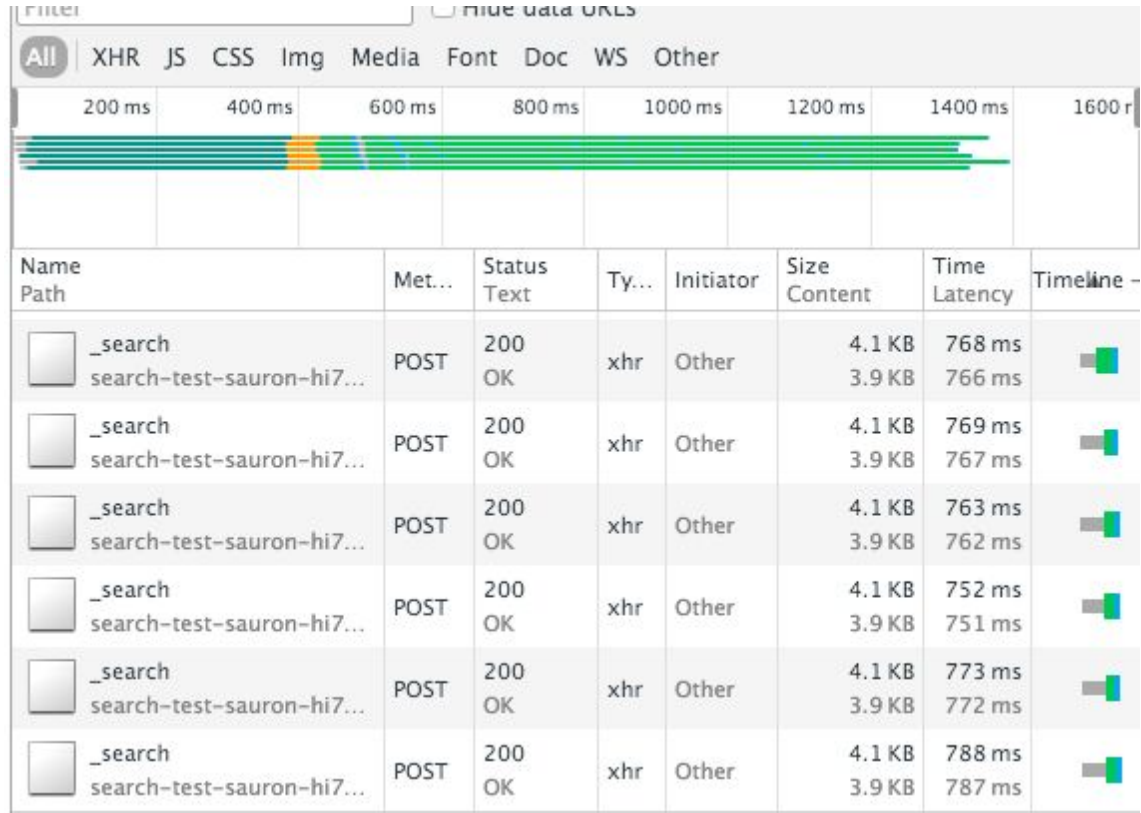 Filter Hide data URLs
All XHR JS CSS Img Media Font Doc WS Other
200 ms 400 ms 600 ms 800 ms 1000 ms 1200 ms 1400 ms 1600
Name Met... Status Ty... Initiator Size Time Timeline
Path Text Content Latency
_search 200 4.1 KB 768 ms
POST xhr Other
search-test-sauron-hi7... OK 3.9 KB 766 ms
_search 200 4.1 KB 769 ms
POST xhr Other
search-test-sauron-hi7... OK 3.9 KB 767 ms
_search 200 4.1 KB 763 ms
POST xhr Other
search-test-sauron-hi7... OK 3.9 KB 762 ms
_search 200 4.1 KB 752 ms
POST xhr Other
search-test-sauron-hi7... OK 3.9 KB 751 ms
_search 200 4.1 KB 773 ms
POST xhr Other
search-test-sauron-hi7... OK 3.9 KB 772 ms
_search 200 4.1 KB 788 ms
POST xhr Other
search-test-sauron-hi7... OK 3.9 KB 787 ms